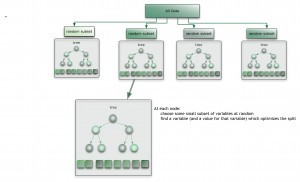 All Data
random subset
random subset
random subset
random subset
tree
tree
tree
tree
tree
At each node:
choose some small subset of variables at random
find a variable (and a value for that variable) which optimizes the split